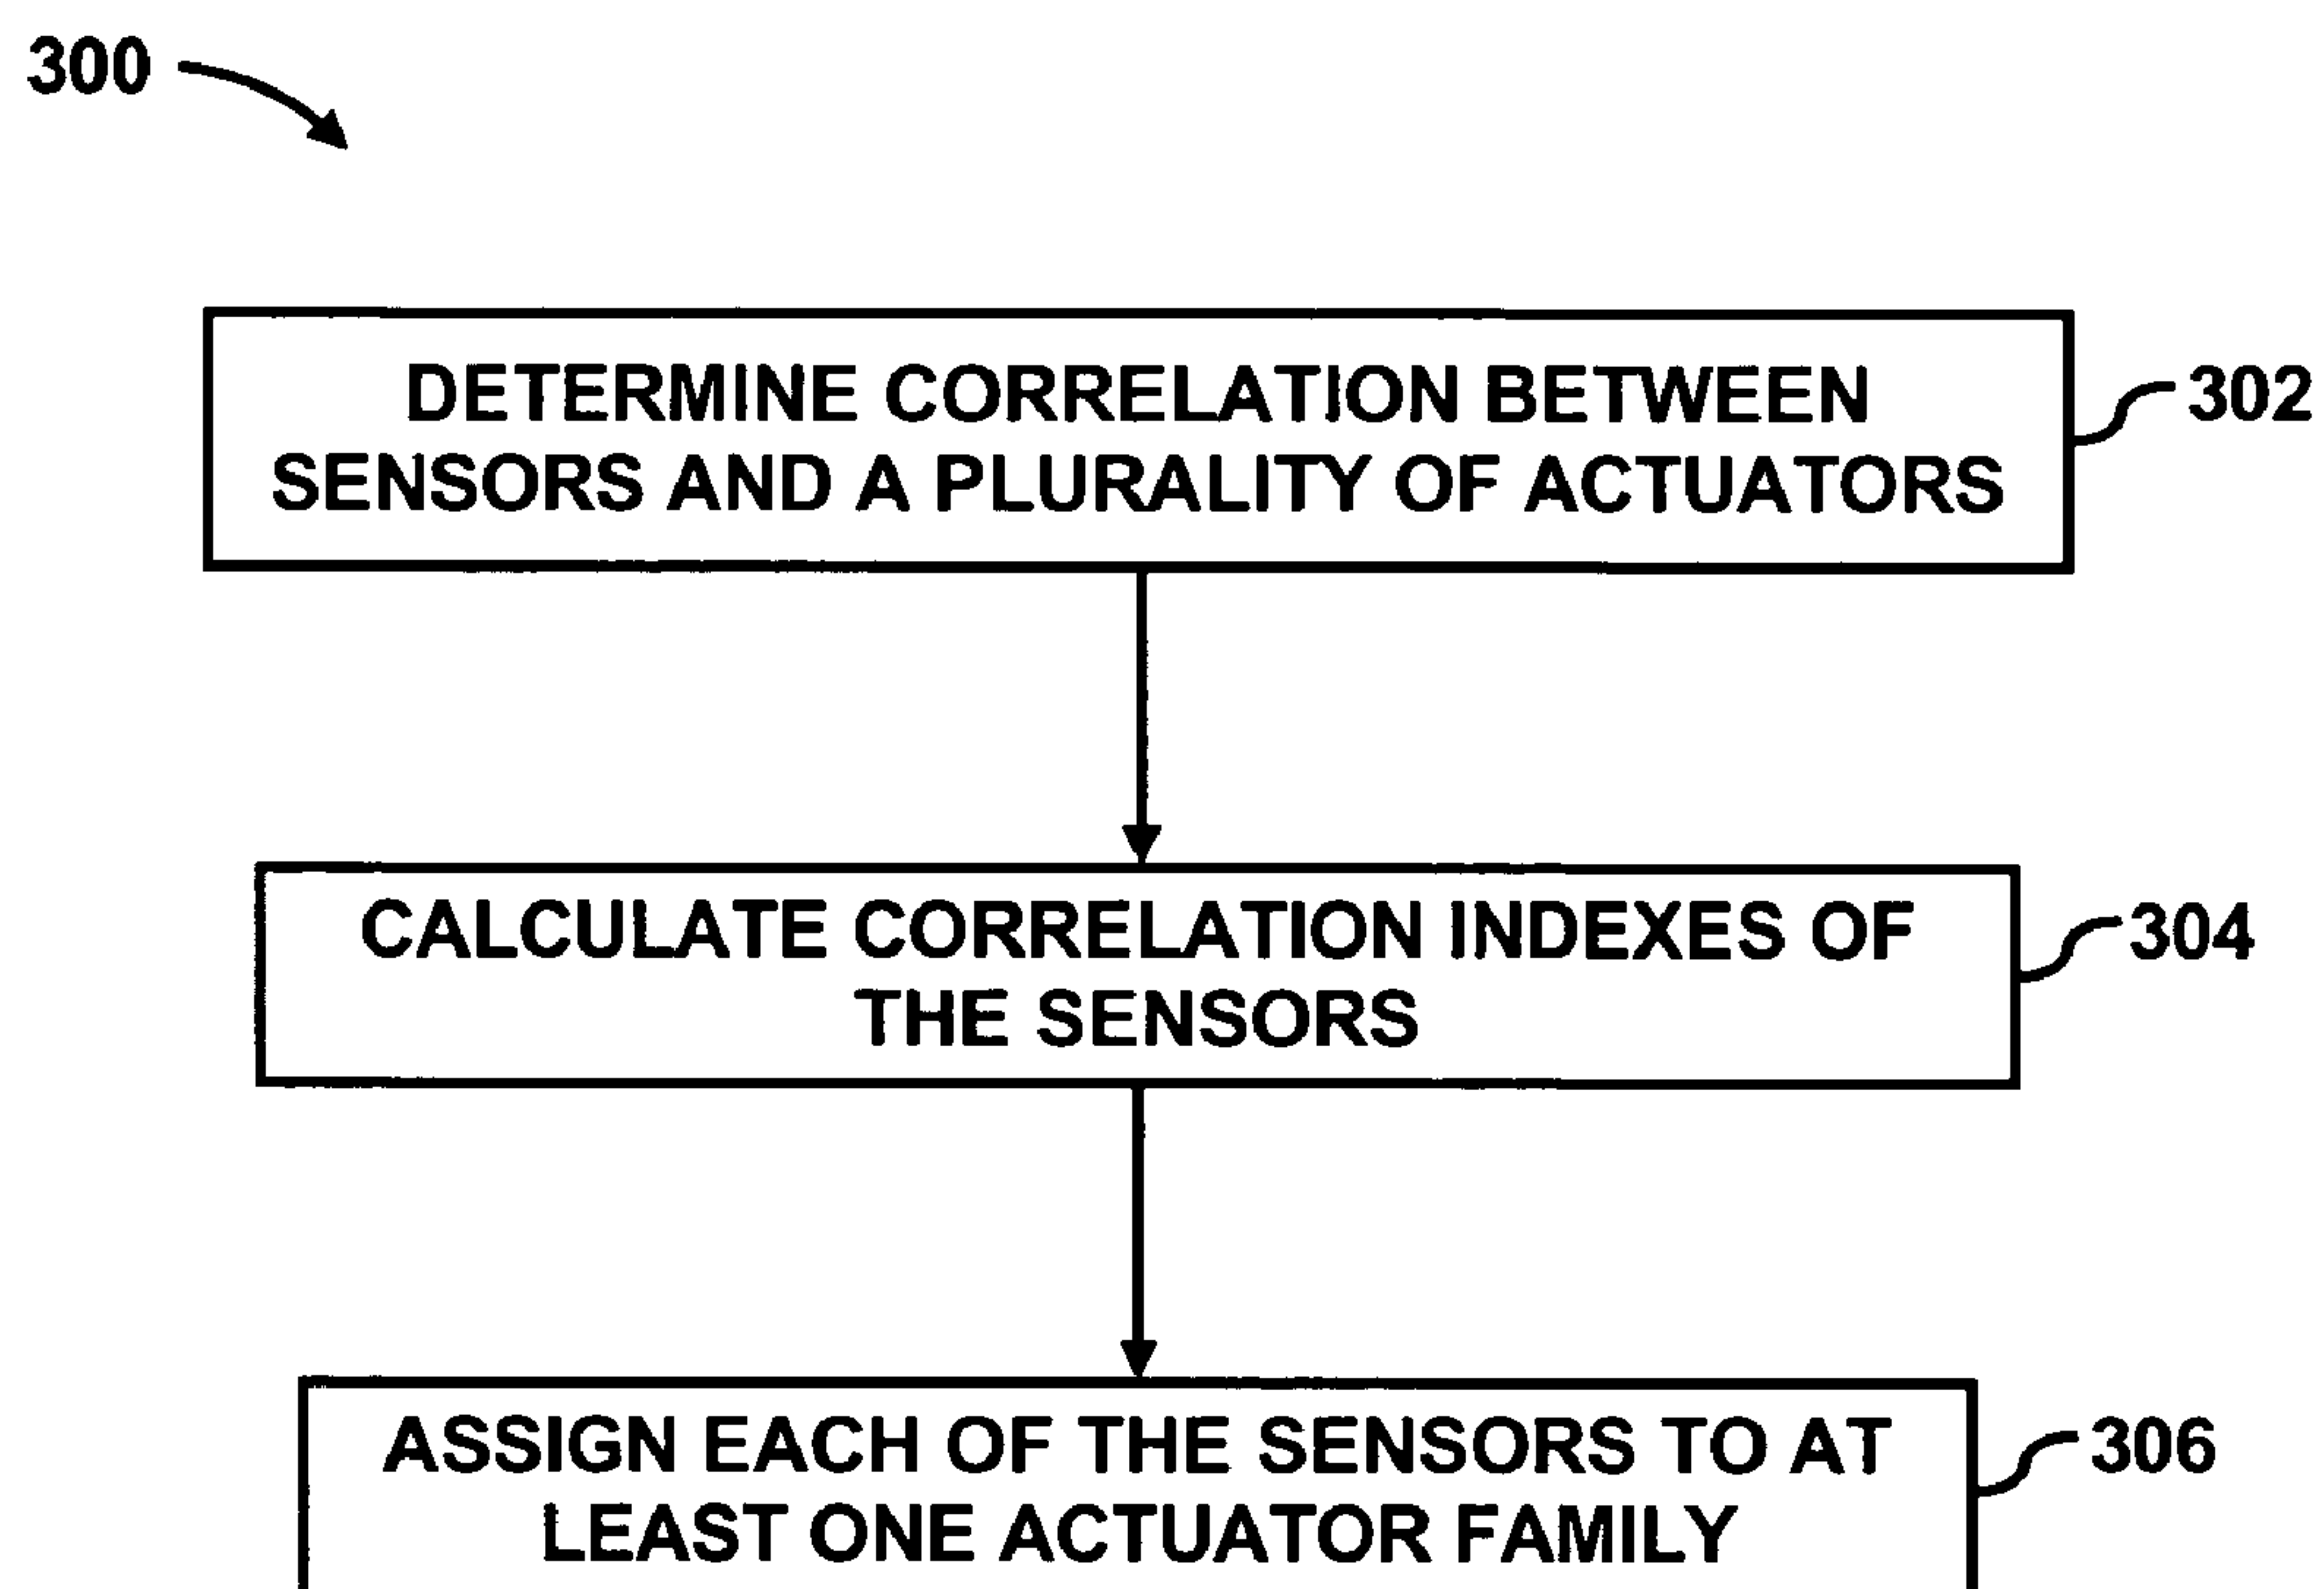 300
DETERMINE CORRELATION BETWEEN
SENSORS AND A PLURALITY OF ACTUATORS
302
CALCULATE CORRELATION INDEXES OF
THE SENSORS
304
ASSIGN EACH OF THE SENSORS TO AT
LEAST ONE ACTUATOR FAMILY
306